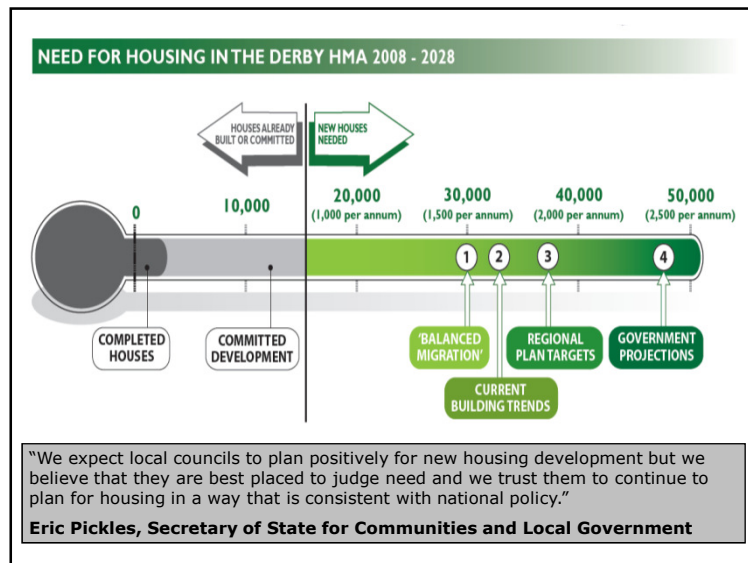 NEED FOR HOUSING IN THE DERBY HMA 2008 - 2028
HOUSES ALREADY
BUILT OR COMMITTED
NEW HOUSES
NEEDED
0
10,000
20,000
(1,000 per annum)
30,000
(1,500 per annum)
40,000
(2,000 per annum)
50,000
(2,500 per annum)
1
2
3
4
COMPLETED
HOUSES
COMMITTED
DEVELOPMENT
'BALANCED
MIGRATION'
CURRENT
BUILDING TRENDS
REGIONAL
PLAN TARGETS
GOVERNMENT
PROJECTIONS
“We expect local councils to plan positively for new housing development but we
believe that they are best placed to judge need and we trust them to continue to
plan for housing in a way that is consistent with national policy.”
Eric Pickles, Secretary of State for Communities and Local Government